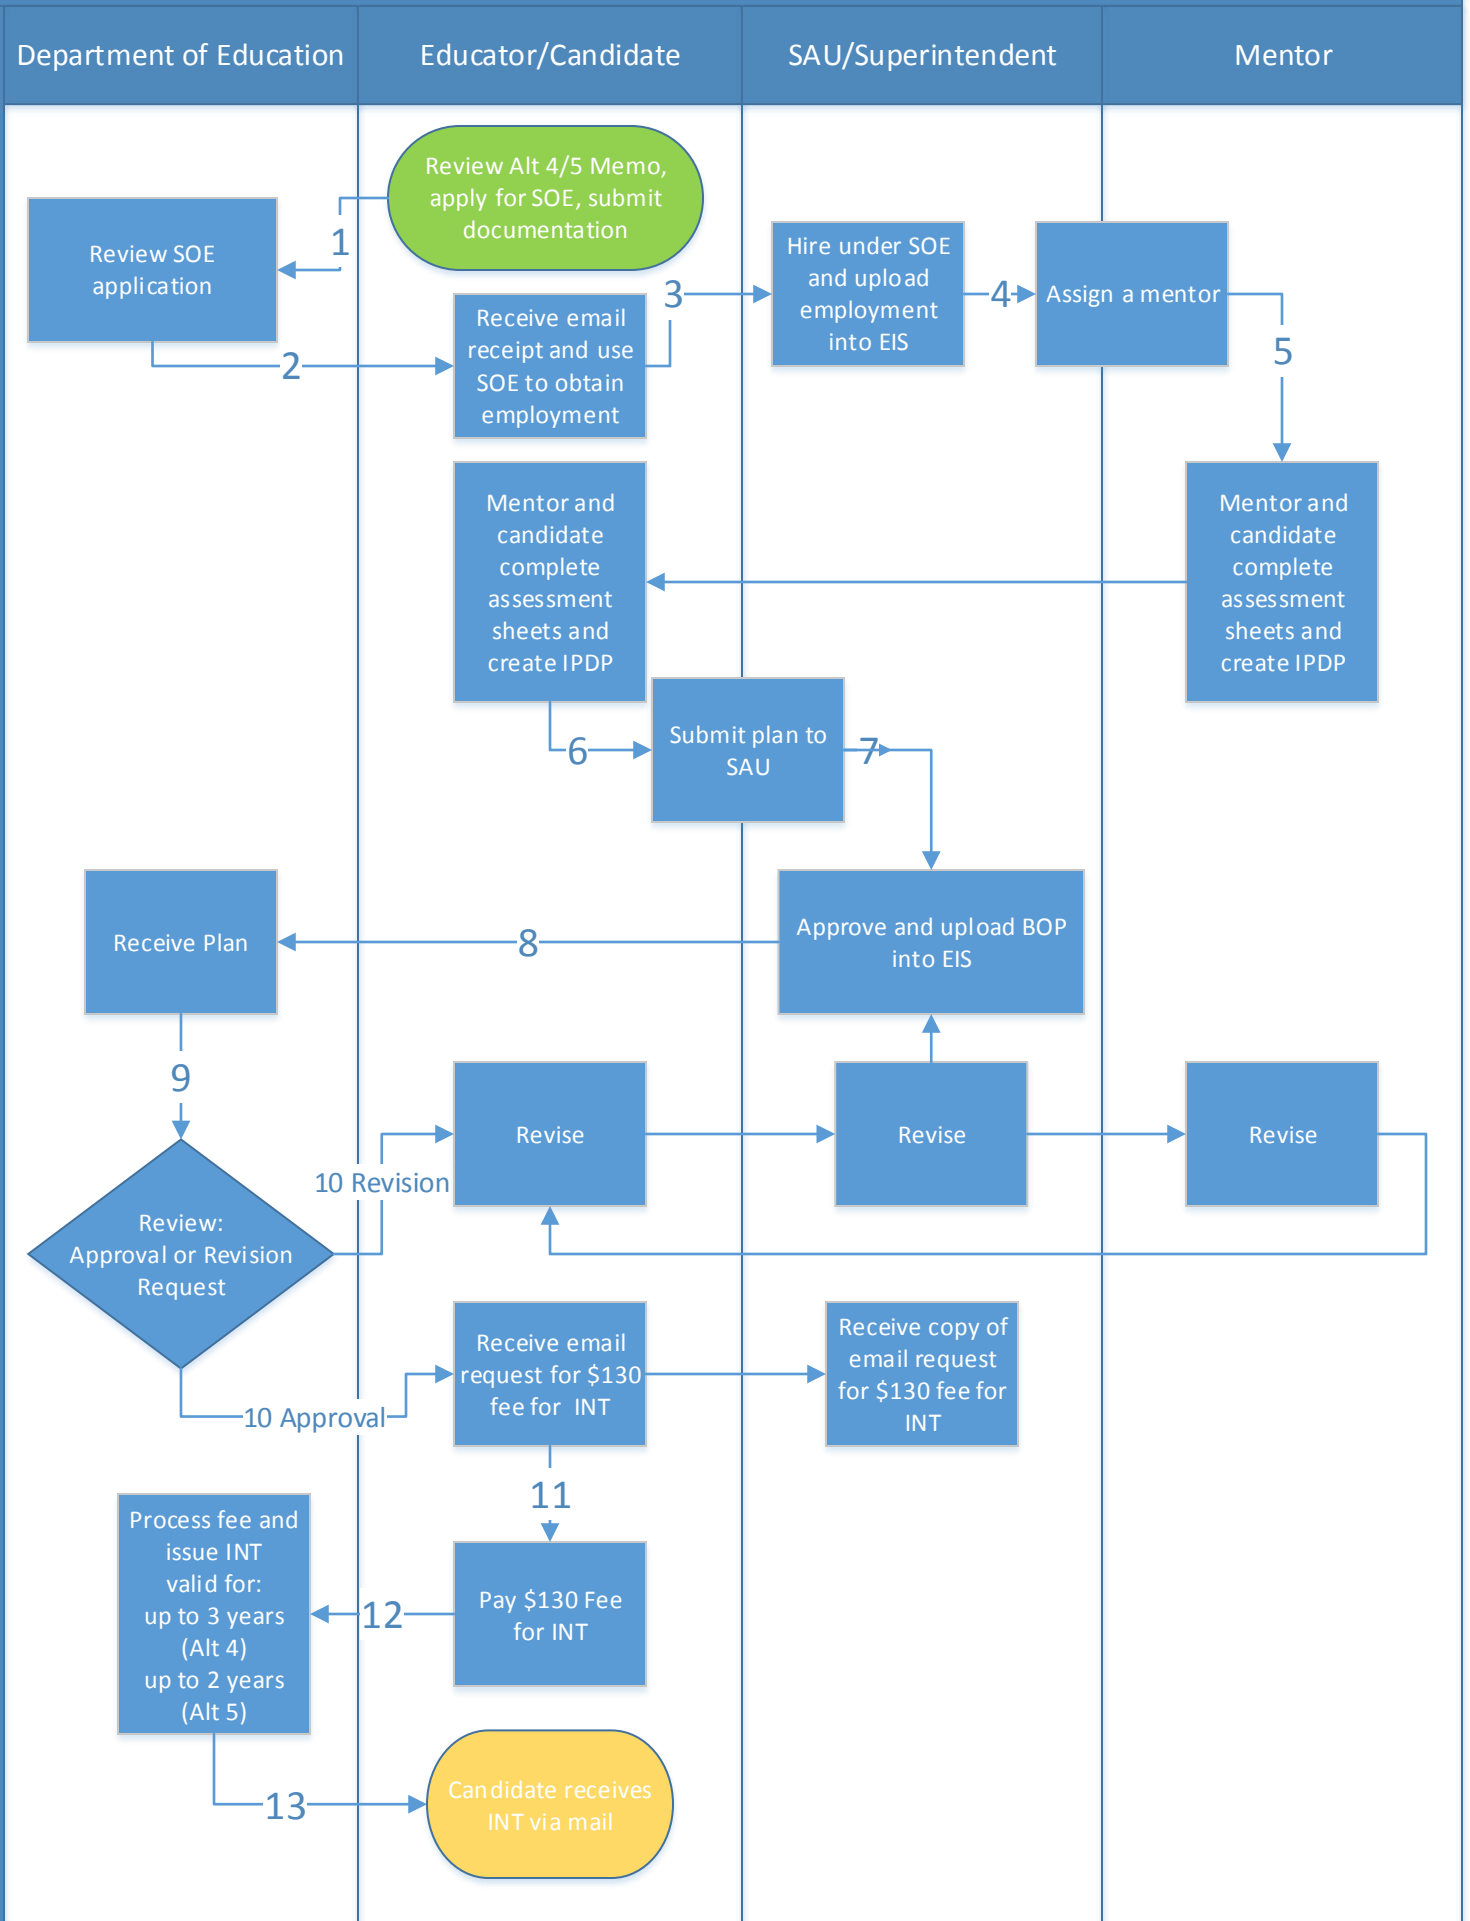 Department of Education
Educator/Candidate
SAU/Superintendent
Mentor
Review Alt 4/5 Memo,
apply for SOE, submit
documentation
1
Review SOE
application
2
Receive email
receipt and use
SOE to obtain
employment
3
Hire under SOE
and upload
employment
into EIS
4
Assign a mentor
5
Mentor and
candidate
complete
assessment
sheets and
create IPDP
Mentor and
candidate
complete
assessment
sheets and
create IPDP
6
Submit plan to
SAU
7
Approve and upload BOP
into EIS
8
Receive Plan
9
Review:
Approval or Revision
Request
10 Revision
Revise
Revise
Revise
10 Approval
Receive email
request for $130
fee for INT
Receive copy of
email request
for $130 fee for
INT
11
Pay $130 Fee
for INT
12
Process fee and
issue INT
valid for:
up to 3 years
(Alt 4)
up to 2 years
(Alt 5)
13
Candidate receives
INT via mail